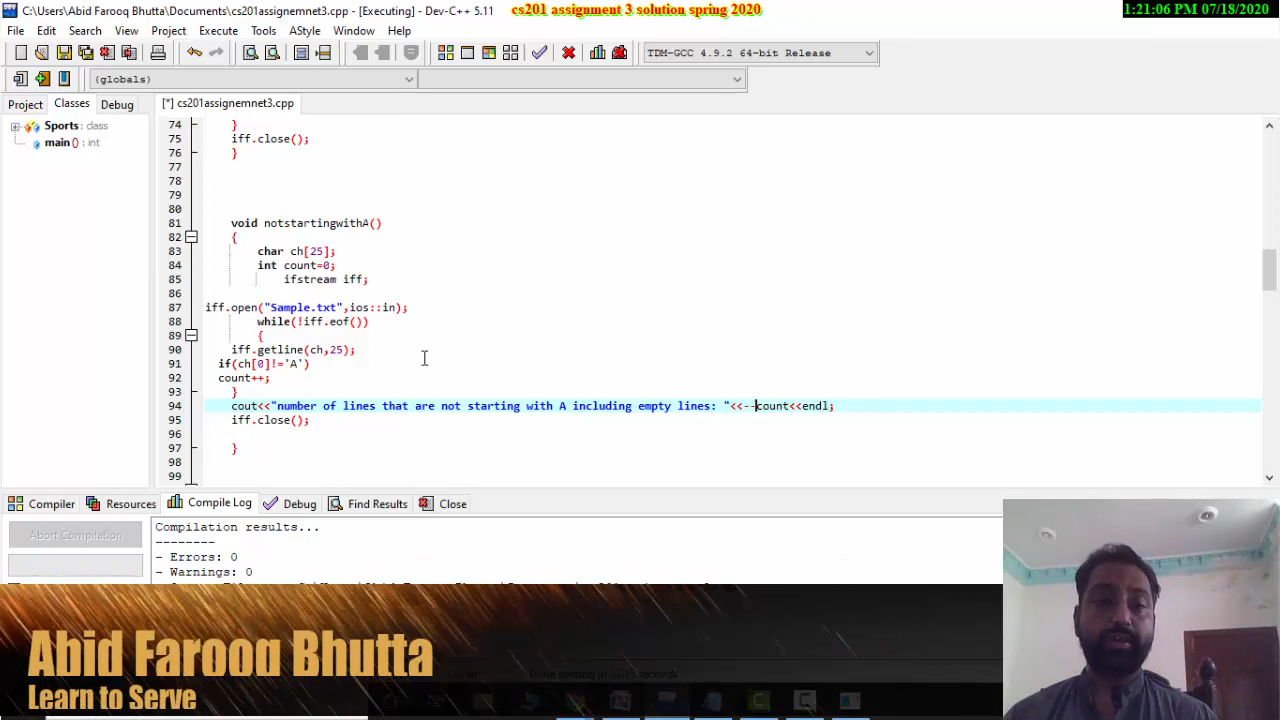 C:\Users\Abid Farooq Bhutta\Documents\cs201assignemnet3.cpp - [Executing] - Dev-C++ 5.11
cs201 assignment 3 solution spring 2020
1:21:06 PM 07/18/2020
File Edit Search View Project Execute Tools AStyle Window Help
TDM-GCC 4.9.2 64-bit Release
(globals)
Project Classes Debug
[*] cs201assignemnet3.cpp
Sports: class
main() : int
74 }
75 iff.close();
76 }
77
78
79
80
81 void notstartingwithA()
82 {
83 char ch[25];
84 int count=0;
85 ifstream iff;
86
87 iff.open("Sample.txt",ios::in);
88 while(!iff.eof())
89 {
90 iff.getline(ch,25);
91 if(ch[0]!='A')
92 count++;
93 }
94 cout<<"number of lines that are not starting with A including empty lines: "<<--count<<endl;
95 iff.close();
96
97 }
98
99
Compiler Resources Compile Log Debug Find Results Close
Abort Compilation
Compilation results...
--------
- Errors: 0
- Warnings: 0
Abid Farooq Bhutta
Learn to Serve